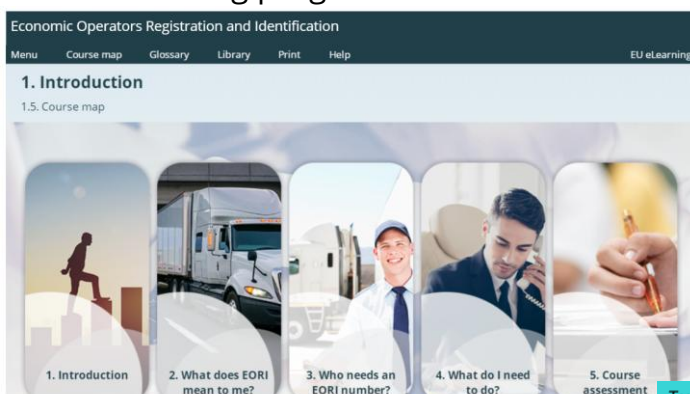 Economic Operators Registration and Identification
Menu Course map Glossary Library Print Help EU eLearning
1. Introduction
1.5. Course map
1. Introduction
2. What does EORI
mean to me?
3. Who needs an
EORI number?
4. What do I need
to do?
5. Course
assessment